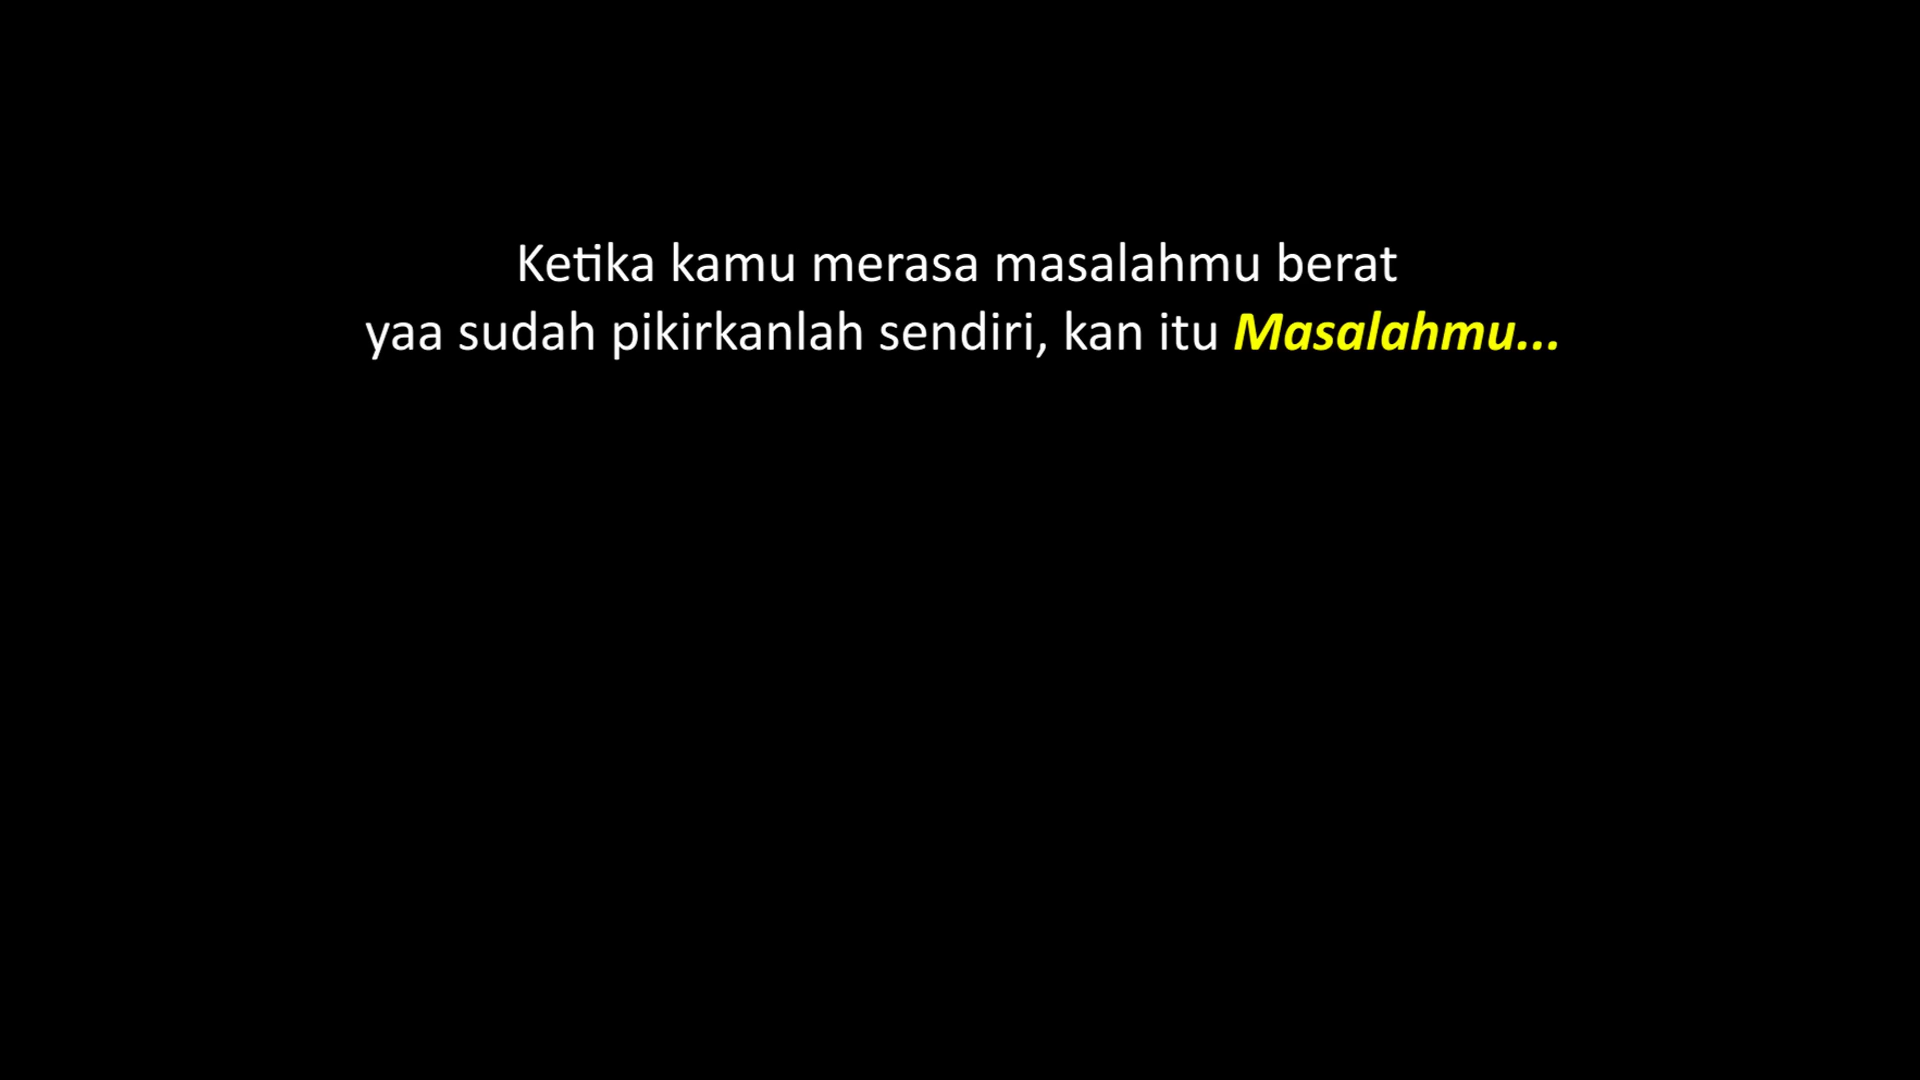 Ketika kamu merasa masalahmu berat
yaa sudah pikirkanlah sendiri, kan itu Masalahmu...